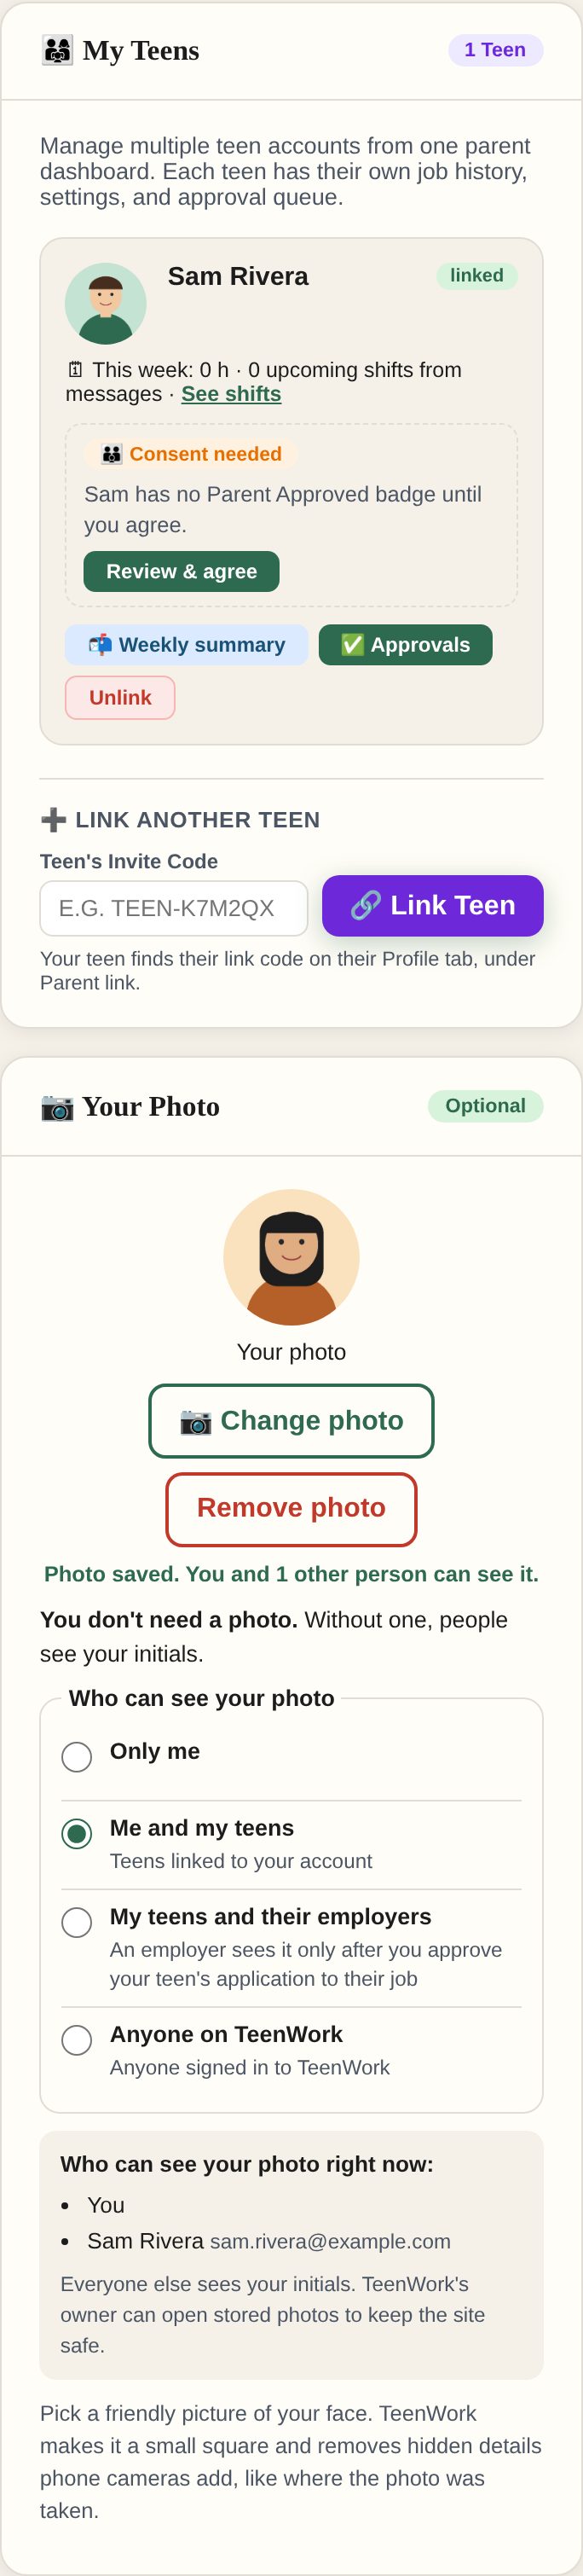 My Teens
1 Teen
Manage multiple teen accounts from one parent
dashboard. Each teen has their own job history,
settings, and approval queue.
Sam Rivera
linked
This week: 0 h · 0 upcoming shifts from
messages · See shifts
Consent needed
Sam has no Parent Approved badge until
you agree.
Review & agree
Weekly summary
Approvals
Unlink
LINK ANOTHER TEEN
Teen's Invite Code
E.G. TEEN-K7M2QX
Link Teen
Your teen finds their link code on their Profile tab, under
Parent link.
Your Photo
Optional
Your photo
Change photo
Remove photo
Photo saved. You and 1 other person can see it.
You don't need a photo. Without one, people
see your initials.
Who can see your photo
Only me
Me and my teens
Teens linked to your account
My teens and their employers
An employer sees it only after you approve
your teen's application to their job
Anyone on TeenWork
Anyone signed in to TeenWork
Who can see your photo right now:
• You
• Sam Rivera sam.rivera@example.com
Everyone else sees your initials. TeenWork's
owner can open stored photos to keep the site
safe.
Pick a friendly picture of your face. TeenWork
makes it a small square and removes hidden details
phone cameras add, like where the photo was
taken.